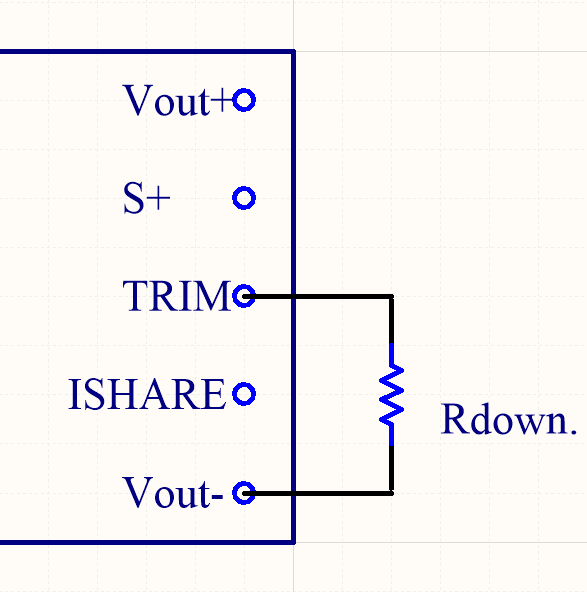 Vout+
S+
TRIM
ISHARE
Rdown.
Vout-